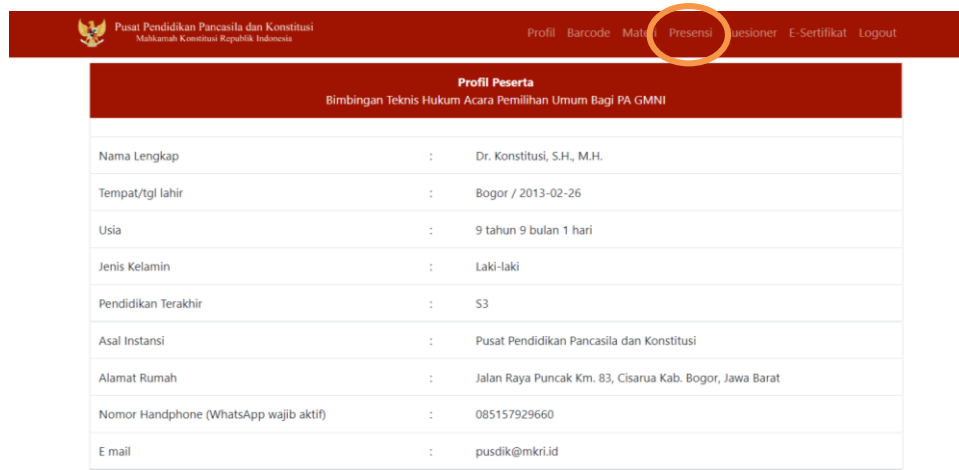 Pusat Pendidikan Pancasila dan Konstitusi
Mahkamah Konstitusi Republik Indonesia
Profil Barcode Materi Presensi Kuesioner E-Sertifikat Logout
Profil Peserta
Bimbingan Teknis Hukum Acara Pemilihan Umum Bagi PA GMNI
Nama Lengkap : Dr. Konstitusi, S.H., M.H.
Tempat/tgl lahir : Bogor / 2013-02-26
Usia : 9 tahun 9 bulan 1 hari
Jenis Kelamin : Laki-laki
Pendidikan Terakhir : S3
Asal Instansi : Pusat Pendidikan Pancasila dan Konstitusi
Alamat Rumah : Jalan Raya Puncak Km. 83, Cisarua Kab. Bogor, Jawa Barat
Nomor Handphone (WhatsApp wajib aktif) : 085157929660
E mail : pusdik@mkri.id